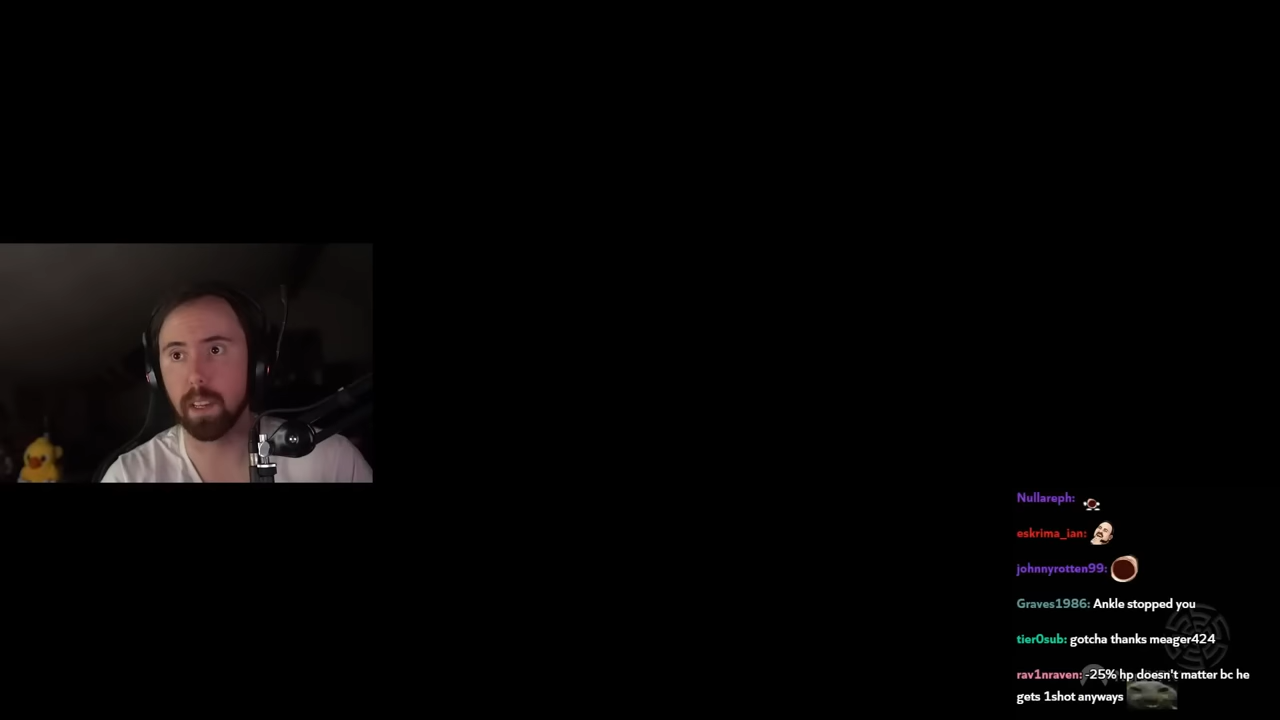 Nullareph:
eskrima_ian:
johnnyrotten99:
Graves1986: Ankle stopped you
tier0sub: gotcha thanks meager424
rav1nraven: -25% hp doesn't matter bc he
gets 1shot anyways